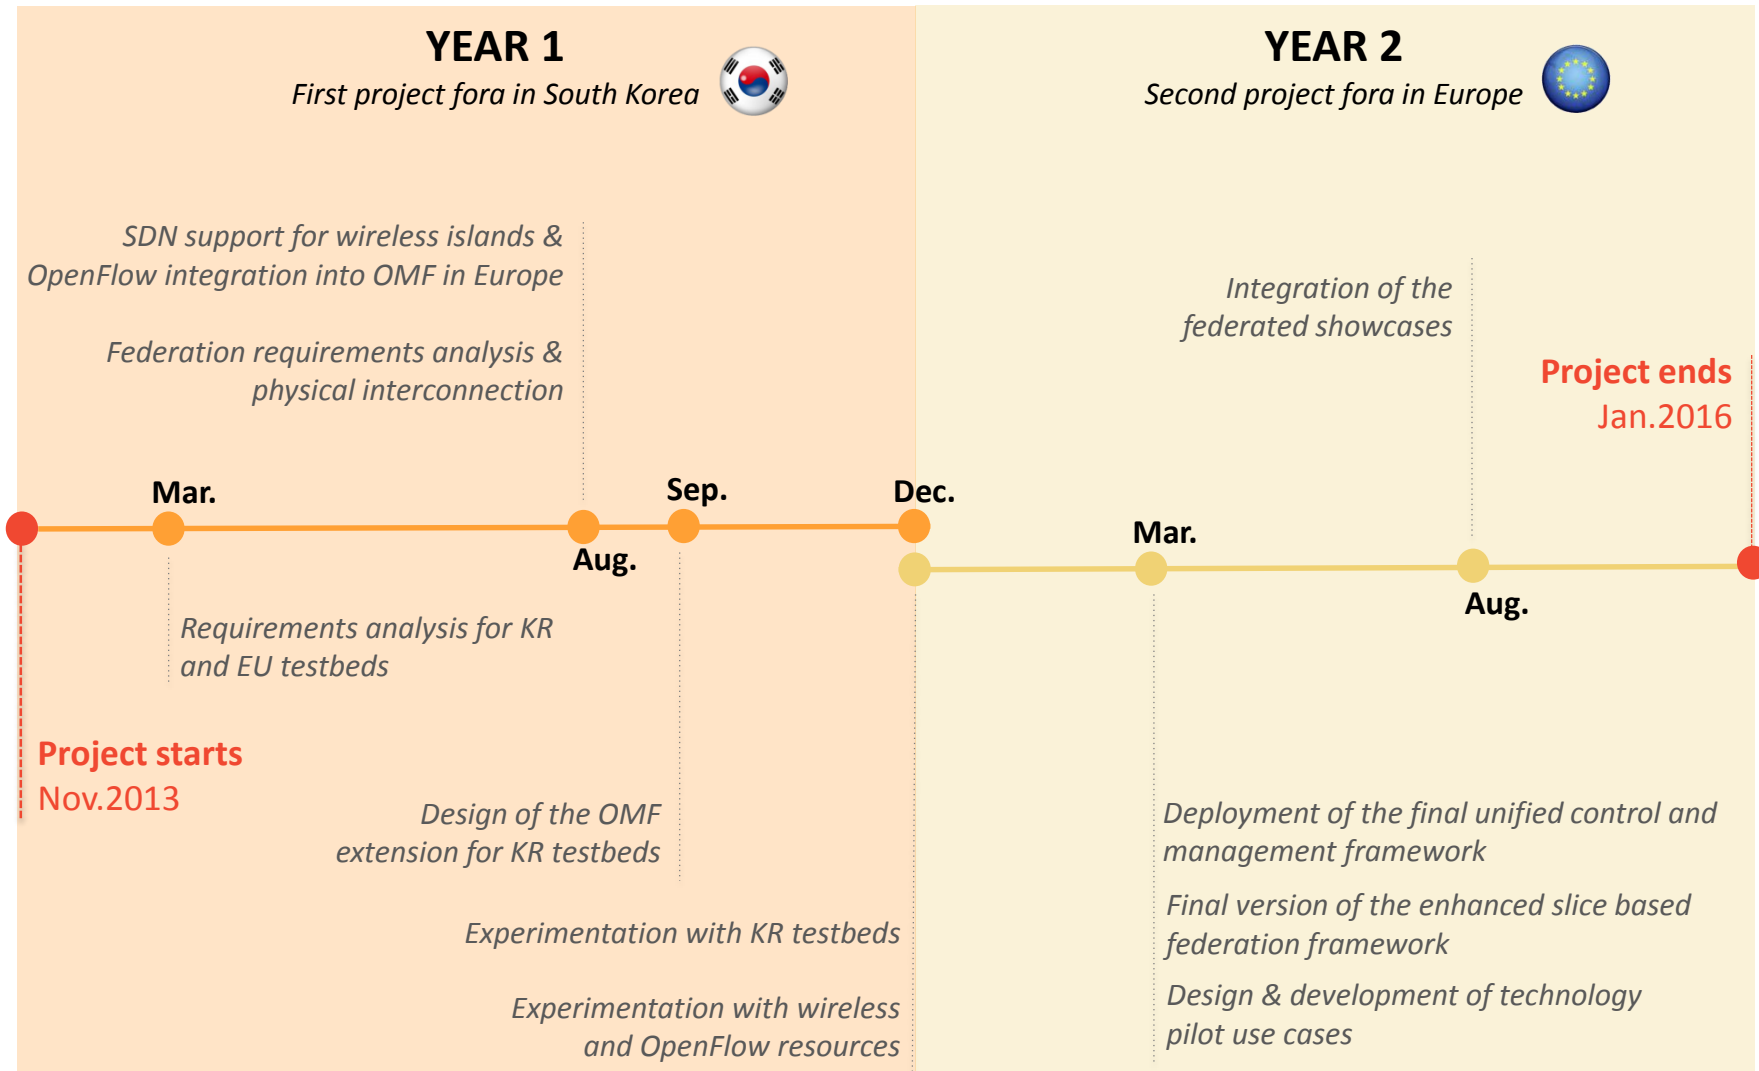 YEAR 1
First project fora in South Korea
SDN support for wireless islands &
OpenFlow integration into OMF in Europe
Federation requirements analysis &
physical interconnection
Mar.
Aug.
Sep.
Dec.
Requirements analysis for KR
and EU testbeds
Project starts
Nov.2013
Design of the OMF
extension for KR testbeds
Experimentation with KR testbeds
Experimentation with wireless
and OpenFlow resources
YEAR 2
Second project fora in Europe
Integration of the
federated showcases
Project ends
Jan.2016
Mar.
Aug.
Deployment of the final unified control and
management framework
Final version of the enhanced slice based
federation framework
Design & development of technology
pilot use cases